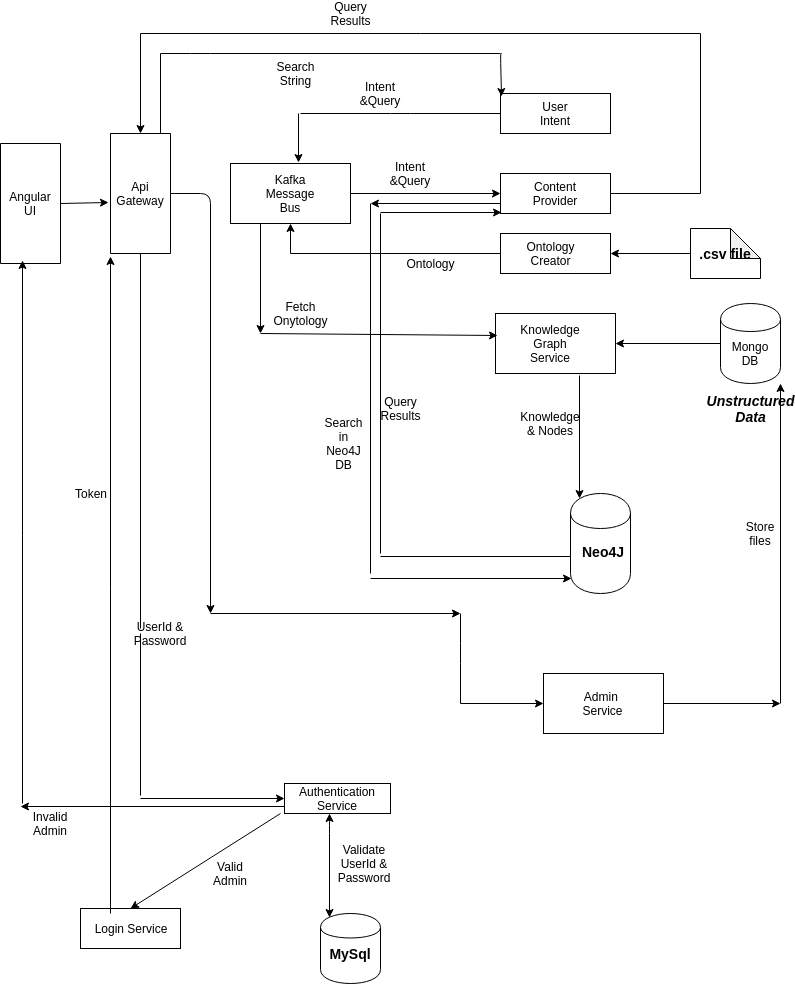 Query
Results
Search
String
Intent
&Query
User
Intent
Angular
UI
Api
Gateway
Kafka
Message
Bus
Intent
&Query
Content
Provider
Ontology
Ontology
Creator
.csv file
Fetch
Onytology
Knowledge
Graph
Service
Mongo
DB
Unstructured
Data
Query
Results
Search
in
Neo4J
DB
Knowledge
& Nodes
Token
Neo4J
Store
files
UserId &
Password
Admin
Service
Authentication
Service
Invalid
Admin
Valid
Admin
Validate
UserId &
Password
Login Service
MySql